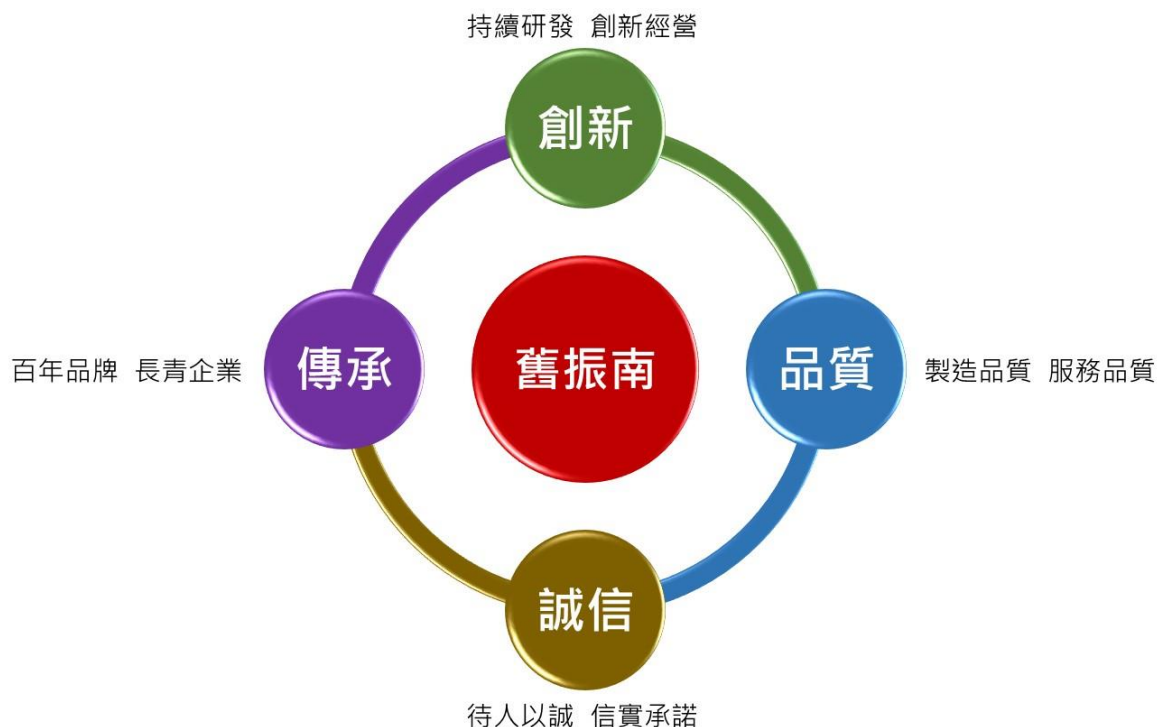 持續研發 創新經營
創新
百年品牌 長青企業
傳承
舊振南
品質
製造品質 服務品質
誠信
待人以誠 信實承諾